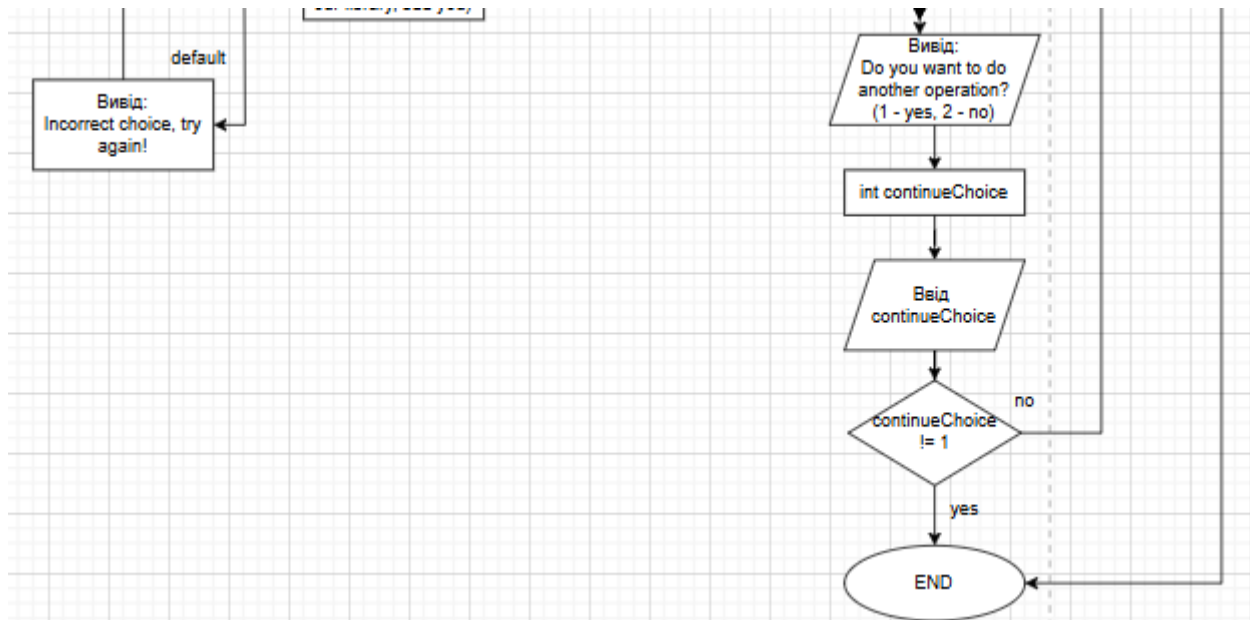 default
Вивід:
Incorrect choice, try
again!
Вивід:
Do you want to do
another operation?
(1 - yes, 2 - no)
int continueChoice
Ввід
continueChoice
continueChoice
!= 1
no
yes
END